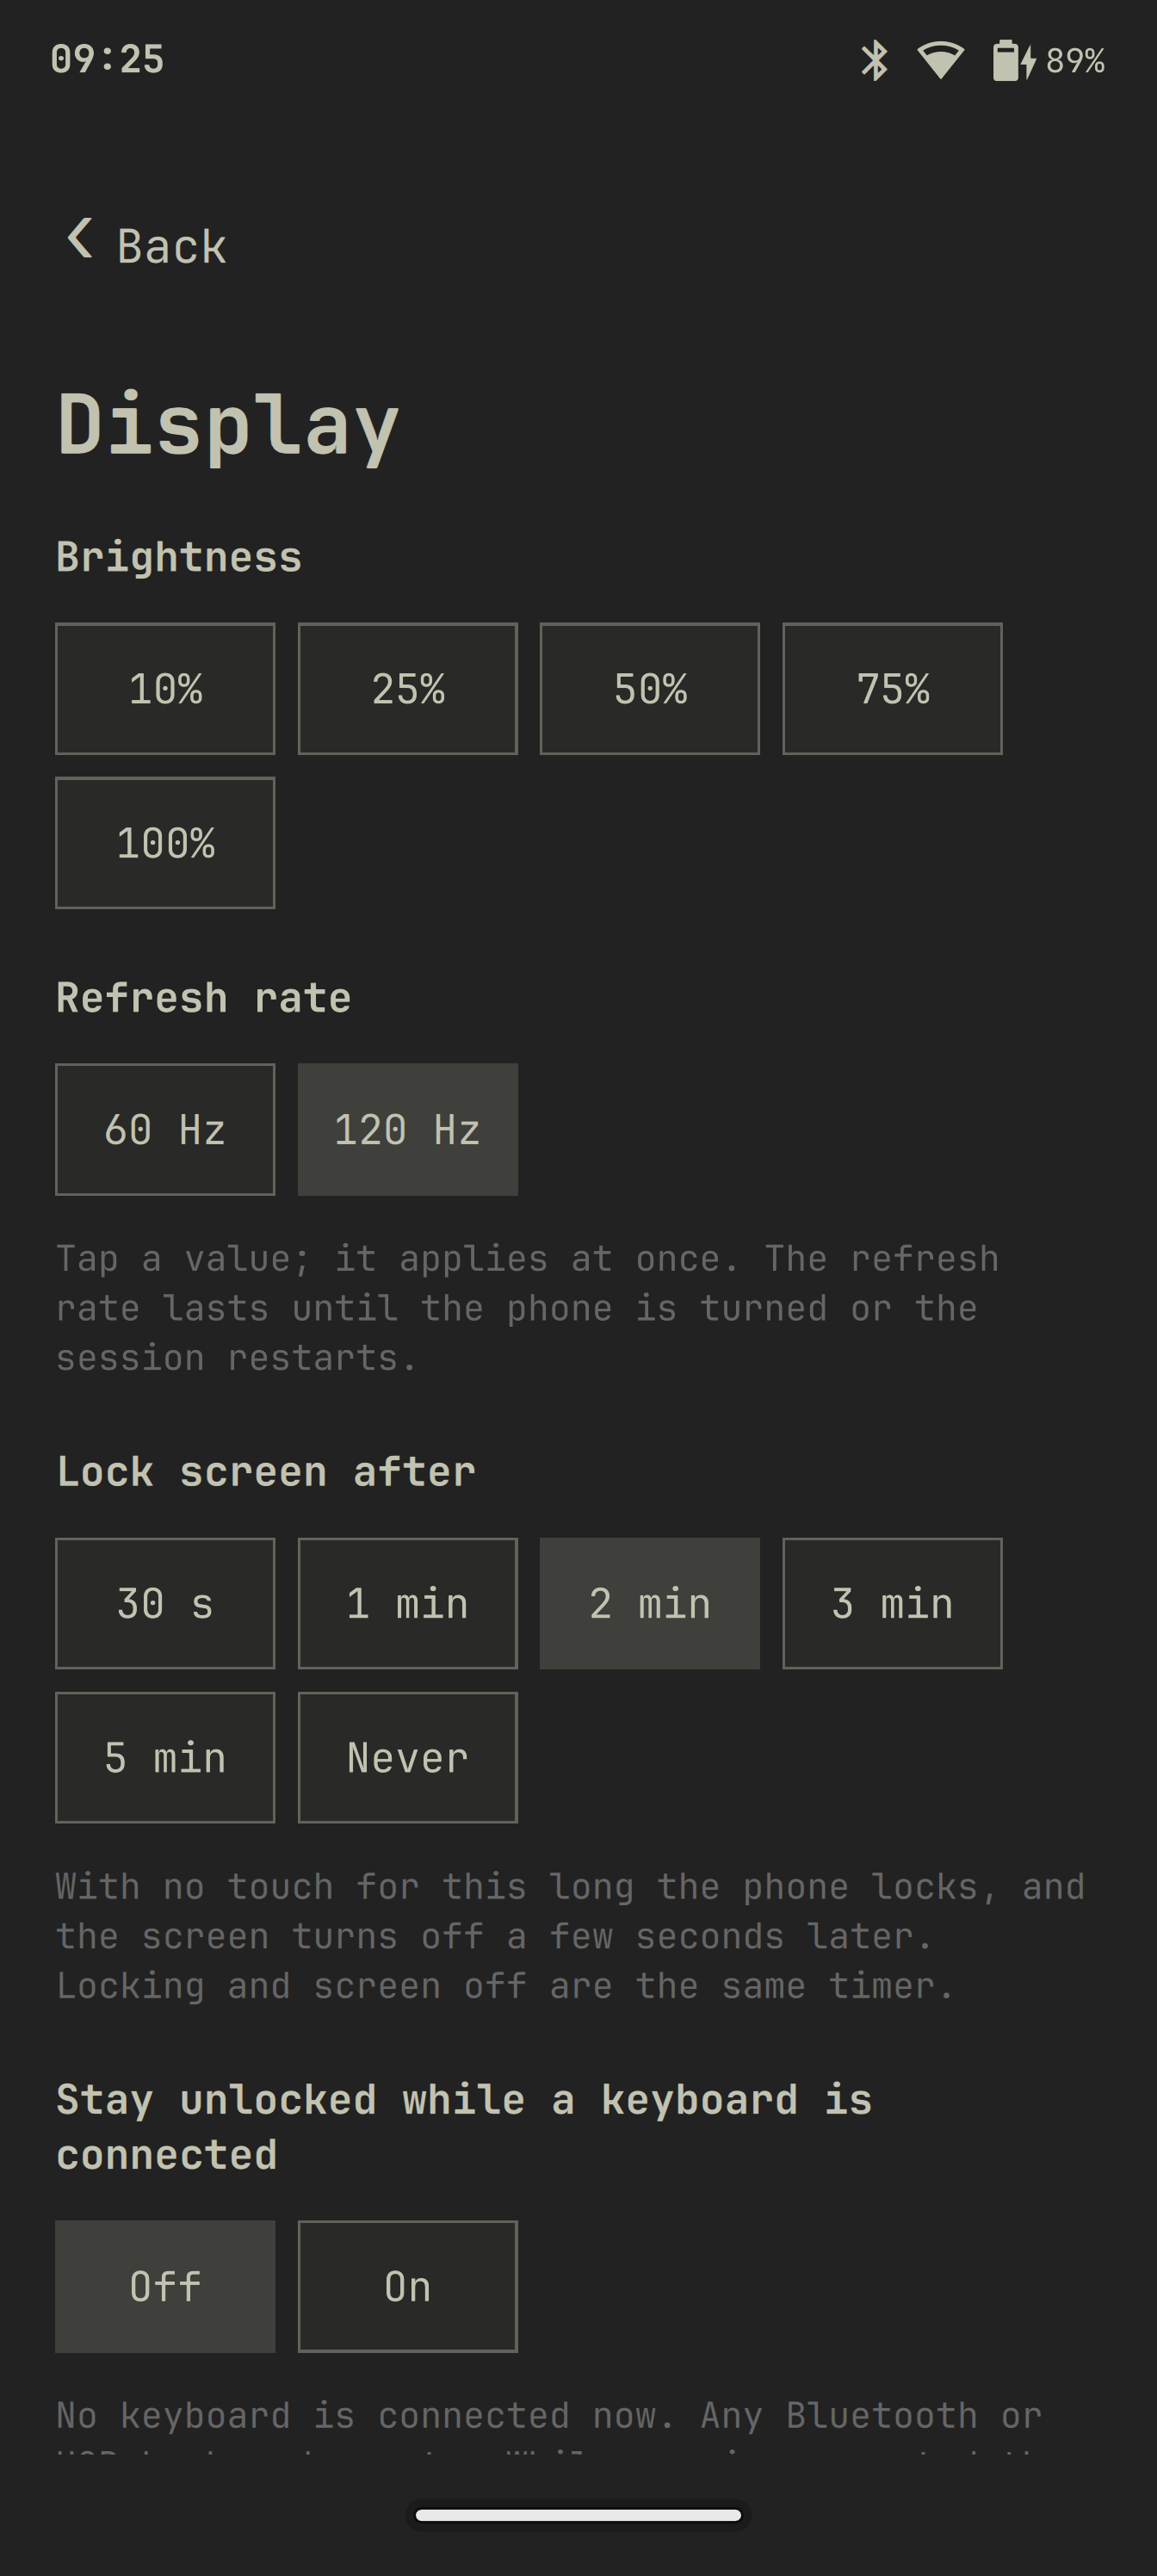 09:25
89%
Back
Display
Brightness
10% 25% 50% 75%
100%
Refresh rate
60 Hz 120 Hz
Tap a value; it applies at once. The refresh
rate lasts until the phone is turned or the
session restarts.
Lock screen after
30 s 1 min 2 min 3 min
5 min Never
With no touch for this long the phone locks, and
the screen turns off a few seconds later.
Locking and screen off are the same timer.
Stay unlocked while a keyboard is
connected
Off On
No keyboard is connected now. Any Bluetooth or